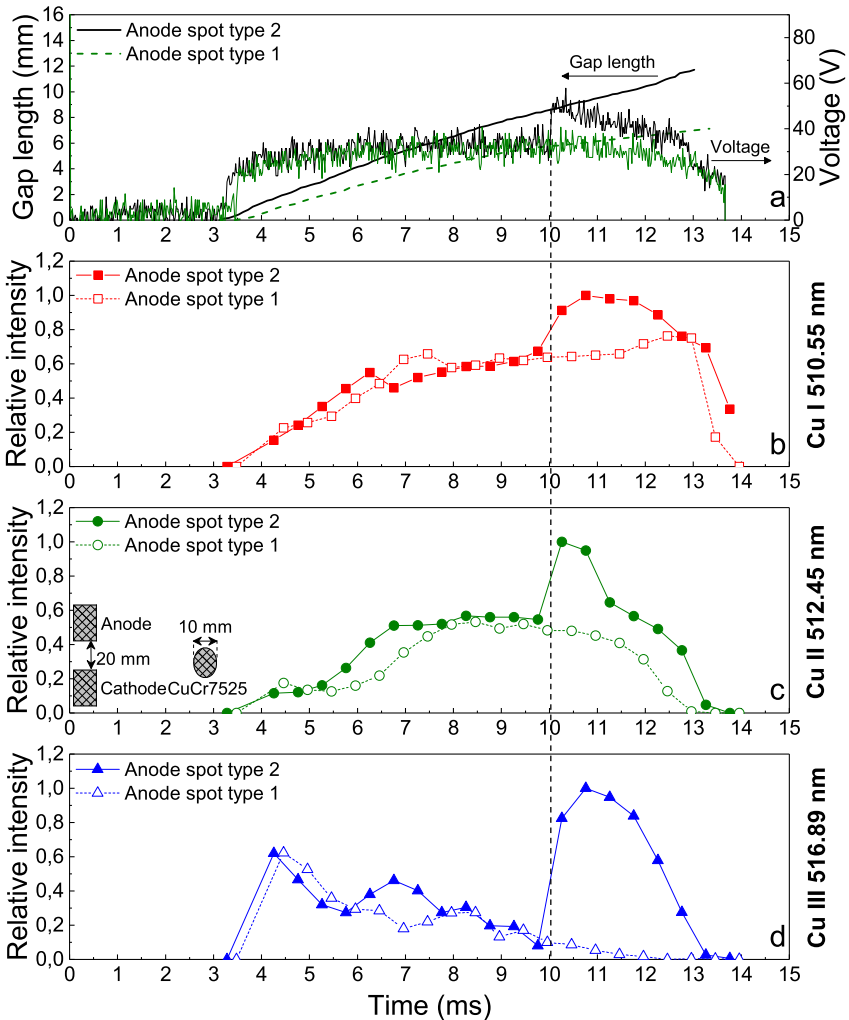 16
14
12
10
8
6
4
2
0
Gap length (mm)
Anode spot type 2
Anode spot type 1
Gap length
Voltage
80
60
40
20
0
Voltage (V)
a
0 1 2 3 4 5 6 7 8 9 10 11 12 13 14 15
1,2
1,0
0,8
0,6
0,4
0,2
0,0
Relative intensity
Anode spot type 2
Anode spot type 1
b
Cu I 510.55 nm
0 1 2 3 4 5 6 7 8 9 10 11 12 13 14 15
1,2
1,0
0,8
0,6
0,4
0,2
0,0
Relative intensity
Anode spot type 2
Anode spot type 1
10 mm
Anode
20 mm
CathodeCuCr7525
c
Cu II 512.45 nm
0 1 2 3 4 5 6 7 8 9 10 11 12 13 14 15
1,2
1,0
0,8
0,6
0,4
0,2
0,0
Relative intensity
Anode spot type 2
Anode spot type 1
d
Cu III 516.89 nm
0 1 2 3 4 5 6 7 8 9 10 11 12 13 14 15
Time (ms)